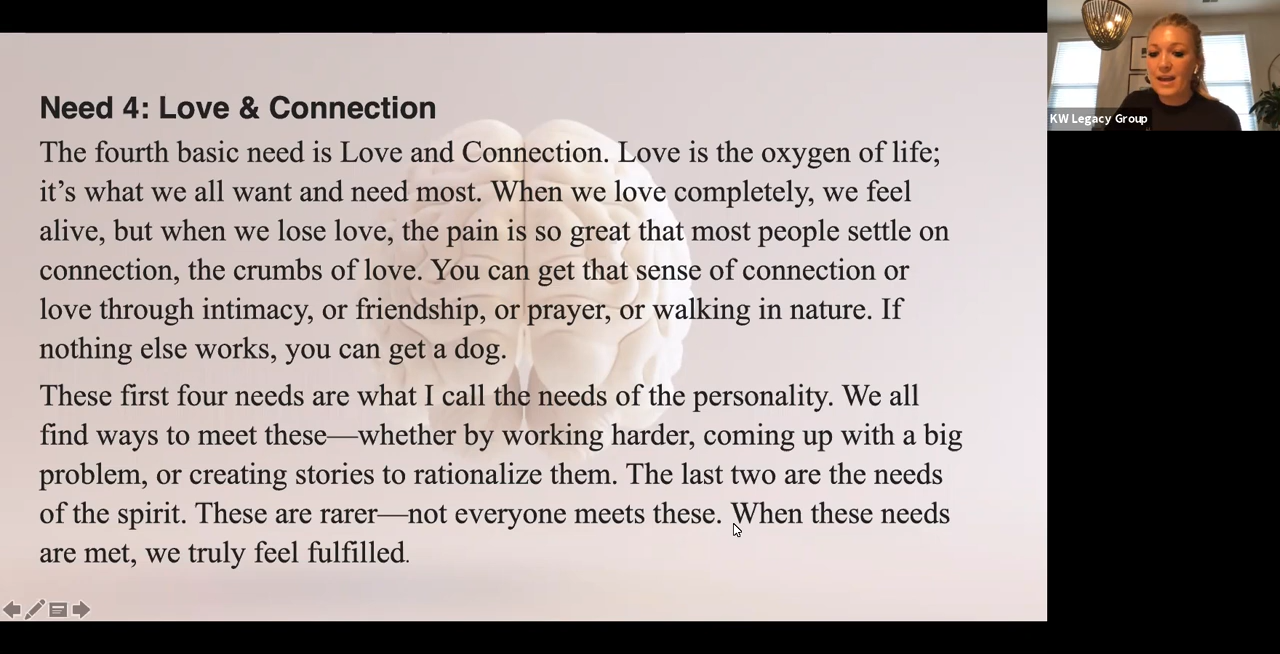 Need 4: Love & Connection
The fourth basic need is Love and Connection. Love is the oxygen of life;
it’s what we all want and need most. When we love completely, we feel
alive, but when we lose love, the pain is so great that most people settle on
connection, the crumbs of love. You can get that sense of connection or
love through intimacy, or friendship, or prayer, or walking in nature. If
nothing else works, you can get a dog.
These first four needs are what I call the needs of the personality. We all
find ways to meet these—whether by working harder, coming up with a big
problem, or creating stories to rationalize them. The last two are the needs
of the spirit. These are rarer—not everyone meets these. When these needs
are met, we truly feel fulfilled.
KW Legacy Group